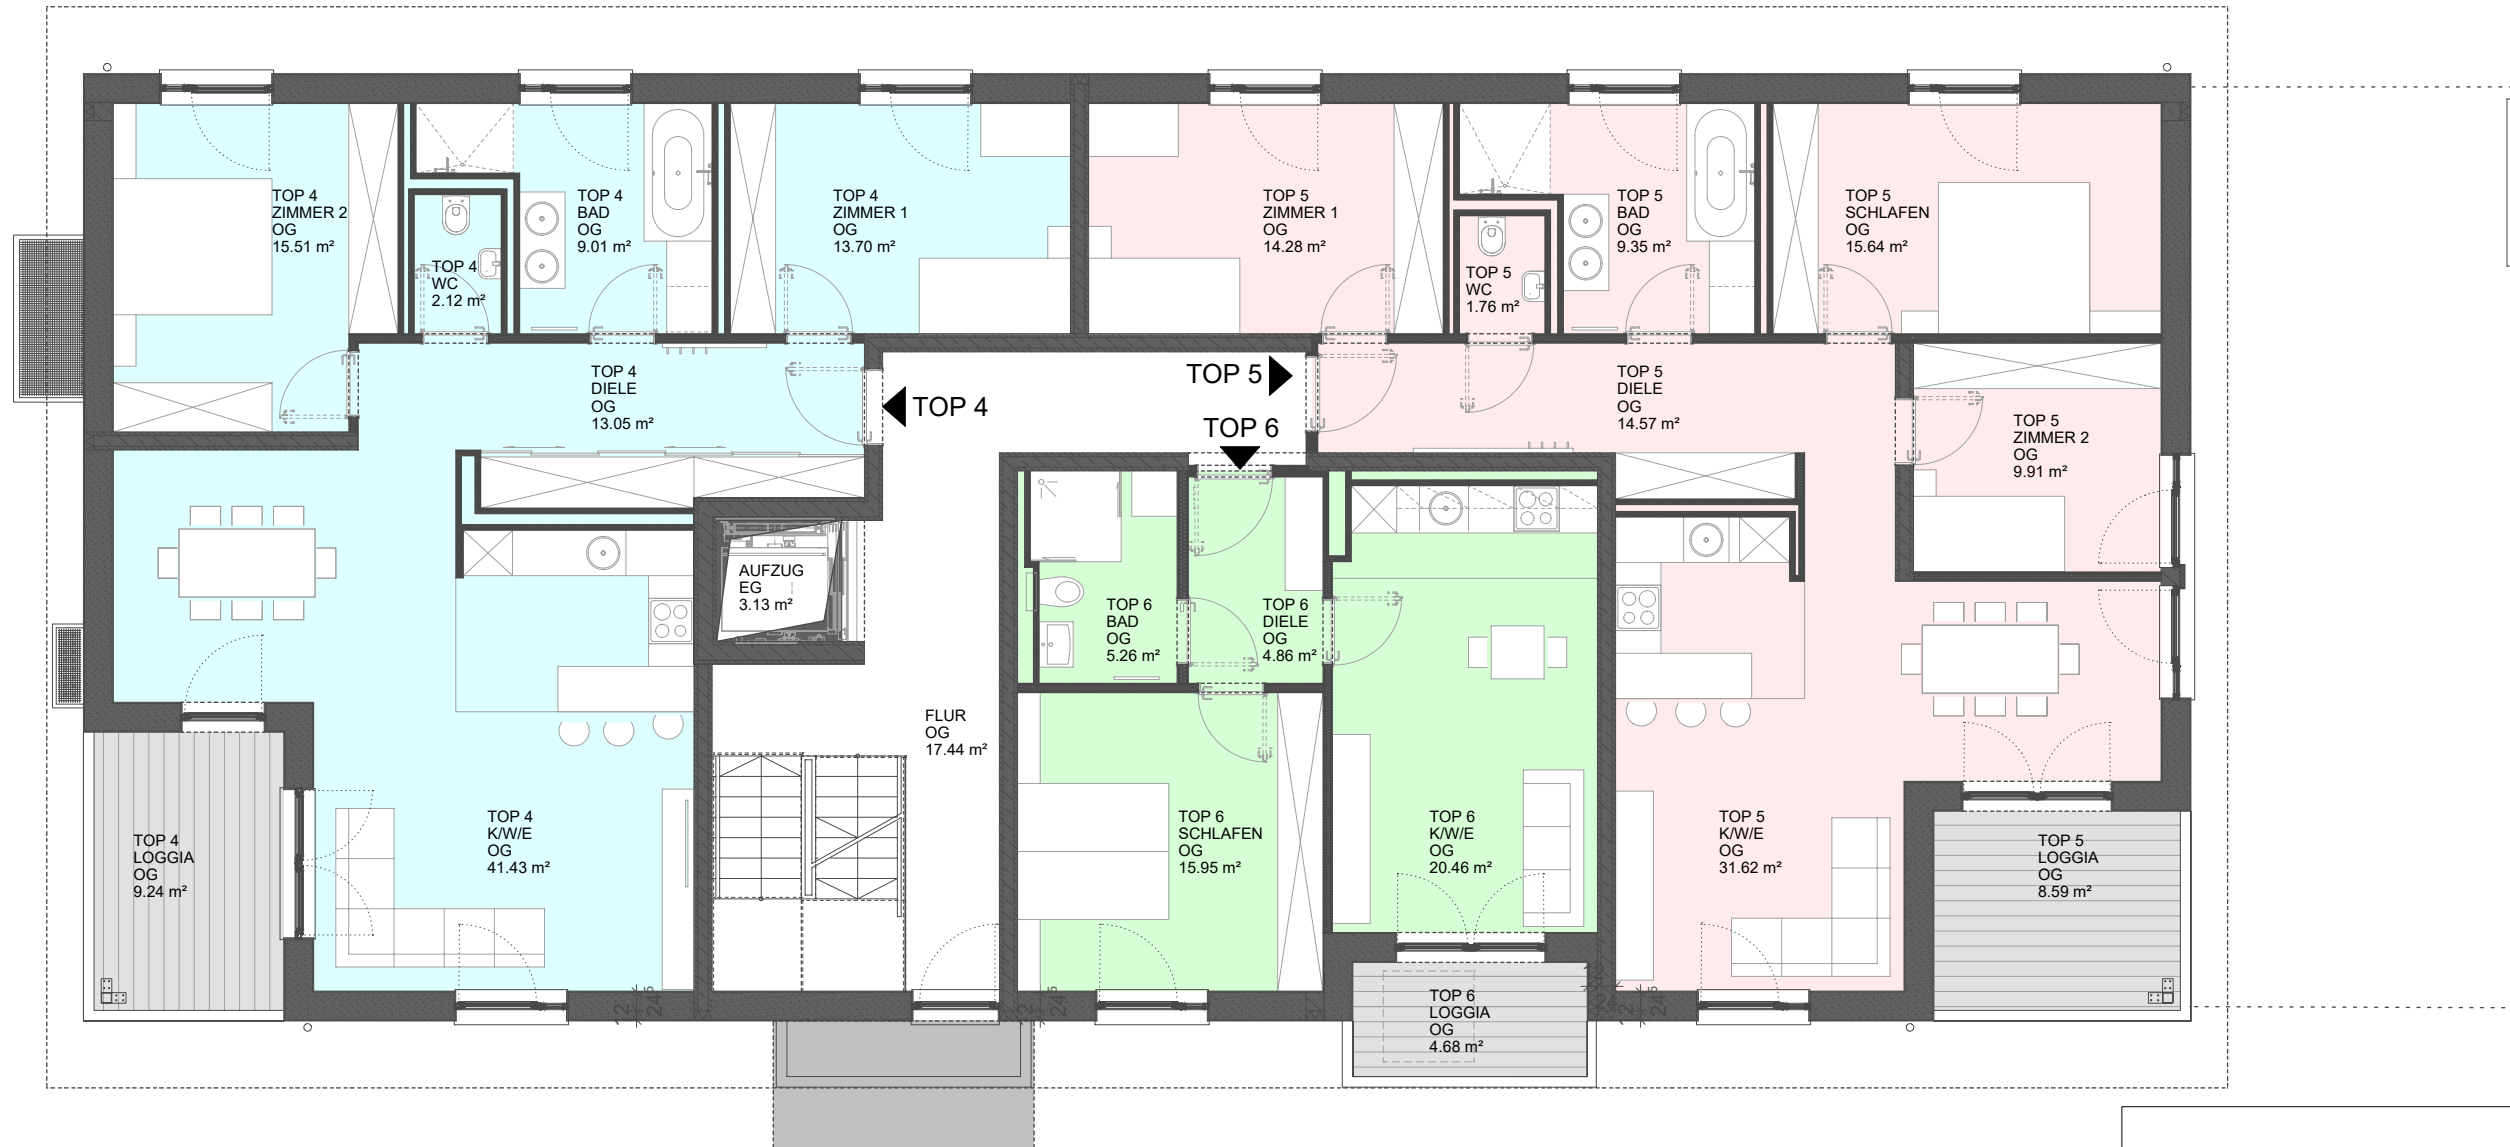 TOP 4
ZIMMER 2
OG
15.51 m²
TOP 4
WC
2.12 m²
TOP 4
BAD
OG
9.01 m²
TOP 4
ZIMMER 1
OG
13.70 m²
TOP 5
ZIMMER 1
OG
14.28 m²
TOP 5
WC
1.76 m²
TOP 5
BAD
OG
9.35 m²
TOP 5
SCHLAFEN
OG
15.64 m²
TOP 4
DIELE
OG
13.05 m²
TOP 4
TOP 5
TOP 6
TOP 5
DIELE
OG
14.57 m²
TOP 5
ZIMMER 2
OG
9.91 m²
AUFZUG
EG
3.13 m²
TOP 6
BAD
OG
5.26 m²
TOP 6
DIELE
OG
4.86 m²
FLUR
OG
17.44 m²
TOP 4
LOGGIA
OG
9.24 m²
TOP 4
K/W/E
OG
41.43 m²
TOP 6
SCHLAFEN
OG
15.95 m²
TOP 6
K/W/E
OG
20.46 m²
TOP 5
K/W/E
OG
31.62 m²
TOP 5
LOGGIA
OG
8.59 m²
TOP 6
LOGGIA
OG
4.68 m²
12
24⁵
12
24⁵
12
24⁵